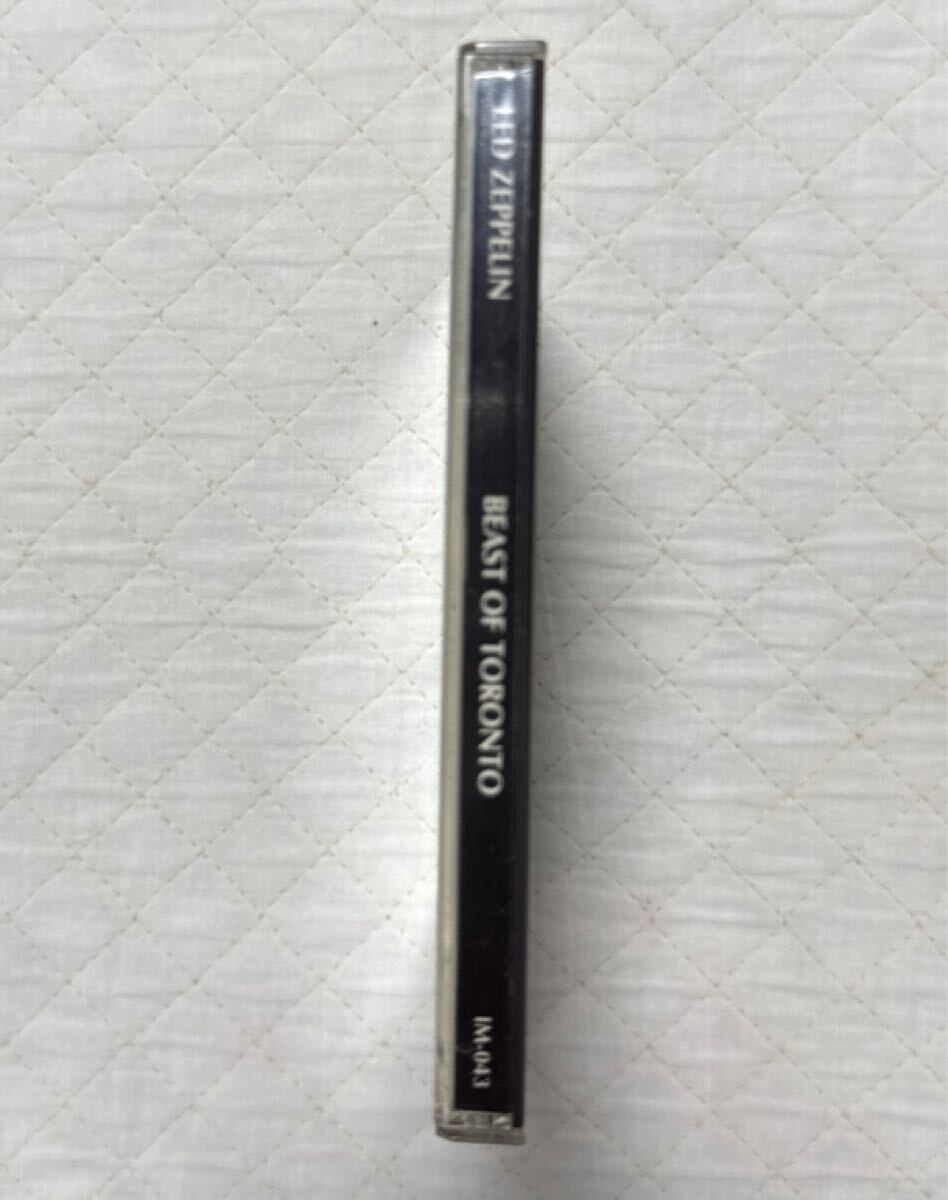 LED ZEPPELIN
BEAST OF TORONTO
IM-043